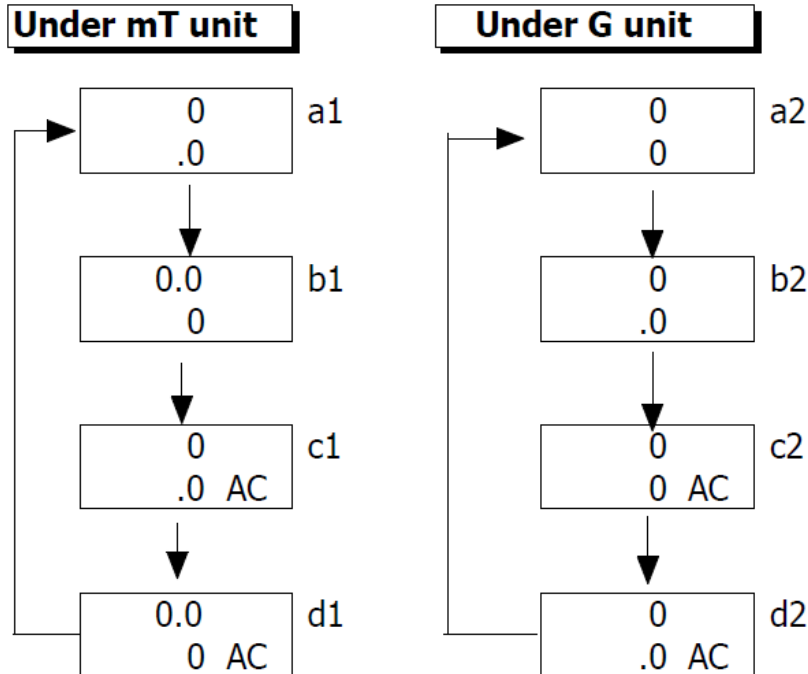 Under mT unit
0 a1
.0
0.0 b1
0
0 c1
.0 AC
0.0 d1
0 AC
Under G unit
0 a2
0
0 b2
.0
0 c2
0 AC
0 d2
.0 AC